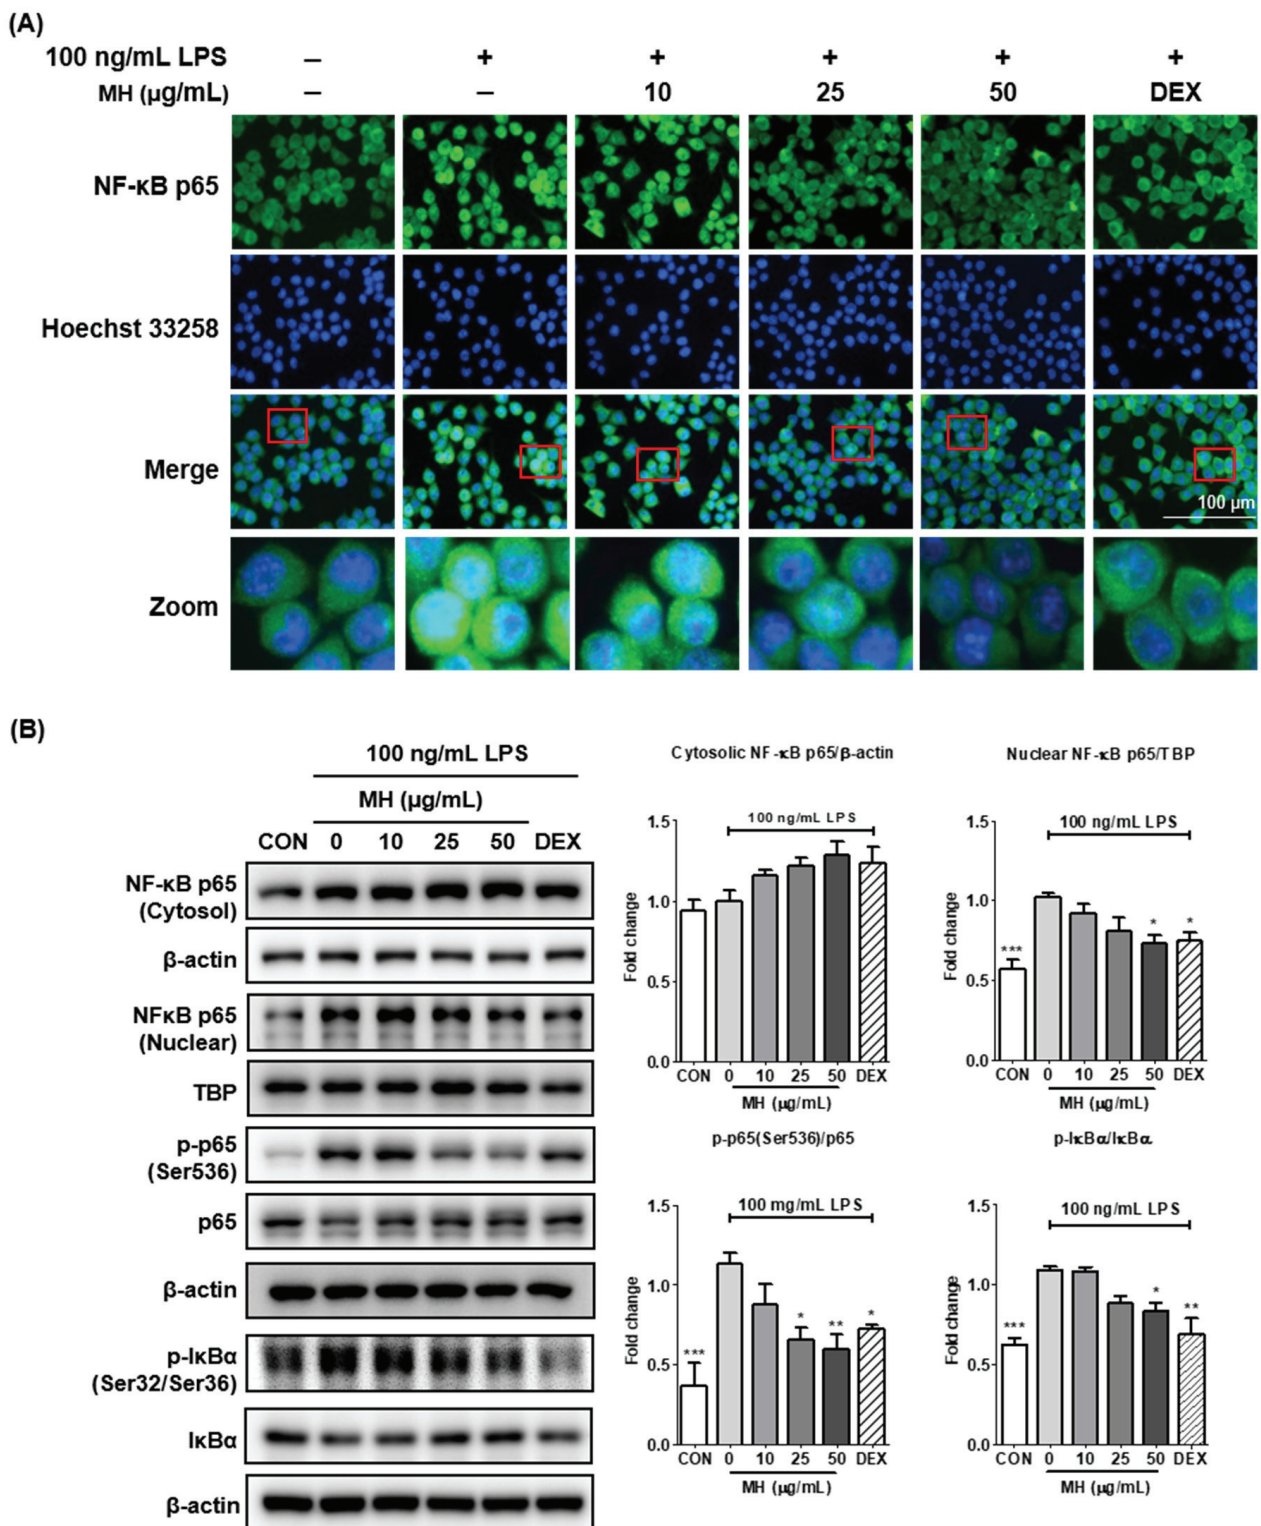 (A)
100 ng/mL LPS – + + + + +
MH (μg/mL) – – 10 25 50 DEX
NF-κB p65
Hoechst 33258
Merge
100 μm
Zoom
(B)
100 ng/mL LPS
MH (μg/mL)
CON 0 10 25 50 DEX
NF-κB p65
(Cytosol)
β-actin
NFκB p65
(Nuclear)
TBP
p-p65
(Ser536)
p65
β-actin
p-IκBα
(Ser32/Ser36)
IκBα
β-actin
Cytosolic NF-κB p65/β-actin
100 ng/mL LPS
Fold change
1.5
1.0
0.5
0.0
CON 0 10 25 50 DEX
MH (μg/mL)
Nuclear NF-κB p65/TBP
100 ng/mL LPS
Fold change
1.5
1.0
0.5
0.0
*** * *
CON 0 10 25 50 DEX
MH (μg/mL)
p-p65(Ser536)/p65
100 mg/mL LPS
Fold change
1.5
1.0
0.5
0.0
*** * ** *
CON 0 10 25 50 DEX
MH (μg/mL)
p-IκBα/IκBα
100 ng/mL LPS
Fold change
1.5
1.0
0.5
0.0
*** * **
CON 0 10 25 50 DEX
MH (μg/mL)